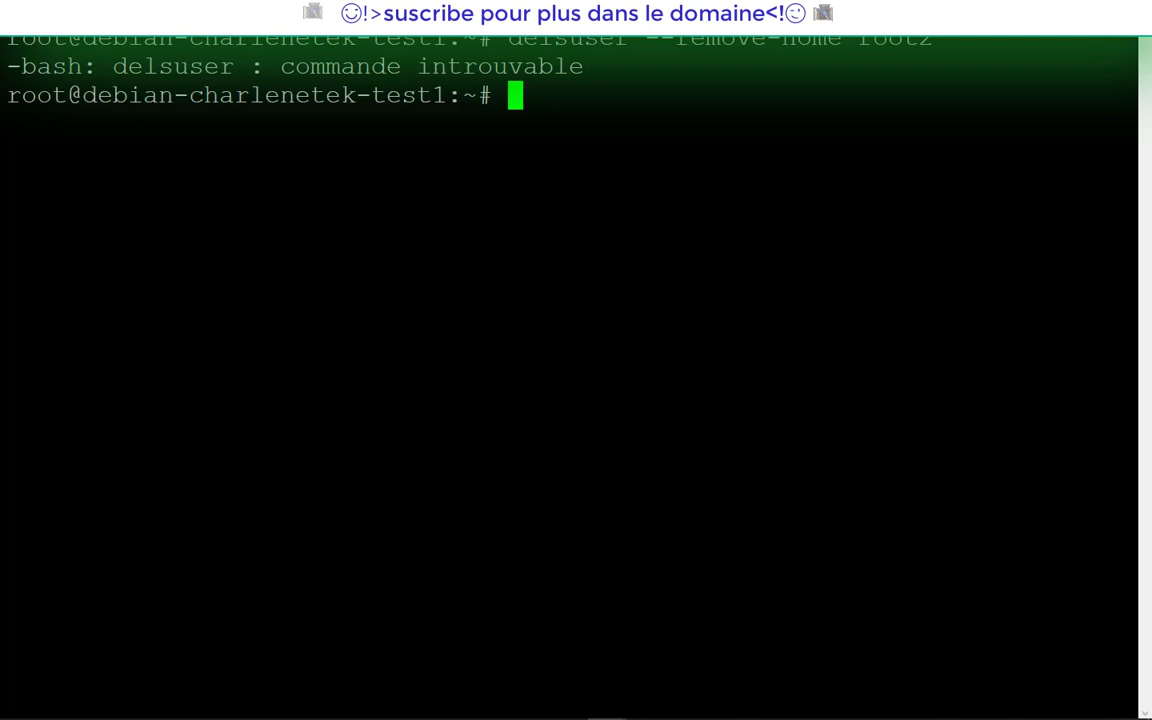 ☺!>suscribe pour plus dans le domaine<!😉
root@debian-charlenetek-test1:~# delsuser --remove-home root2
-bash: delsuser : commande introuvable
root@debian-charlenetek-test1:~#